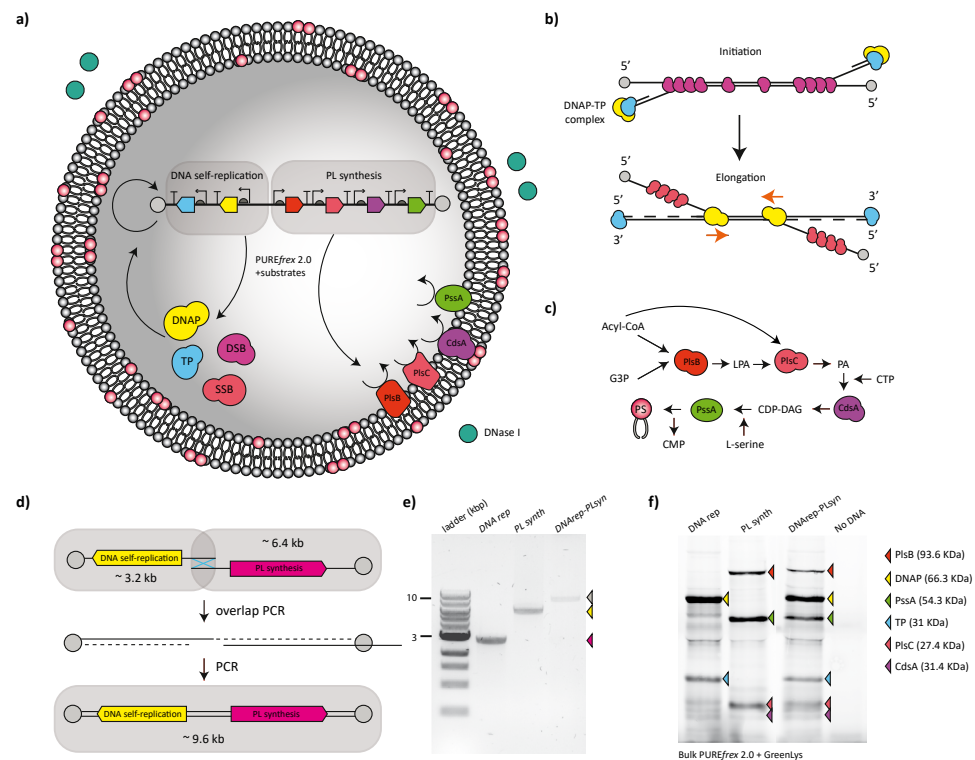 a)
DNA self-replication
PL synthesis
PUREfrex 2.0
+substrates
DNAP
TP
DSB
SSB
PssA
CdsA
PlsC
PlsB
DNase I
b)
Initiation
5’
5’
DNAP-TP
complex
Elongation
5’
3’
3’
5’
5’
c)
Acyl-CoA
G3P
PlsB
LPA
PlsC
PA
CTP
CdsA
CDP-DAG
L-serine
PssA
PS
CMP
d)
DNA self-replication
~ 3.2 kb
~ 6.4 kb
PL synthesis
overlap PCR
PCR
DNA self-replication
PL synthesis
~ 9.6 kb
e)
ladder (kbp)
DNA rep
PL synth
DNArep-PLsyn
10
3
f)
DNA rep
PL synth
DNArep-PLsyn
No DNA
PlsB (93.6 KDa)
DNAP (66.3 KDa)
PssA (54.3 KDa)
TP (31 KDa)
PlsC (27.4 KDa)
CdsA (31.4 KDa)
Bulk PUREfrex 2.0 + GreenLys